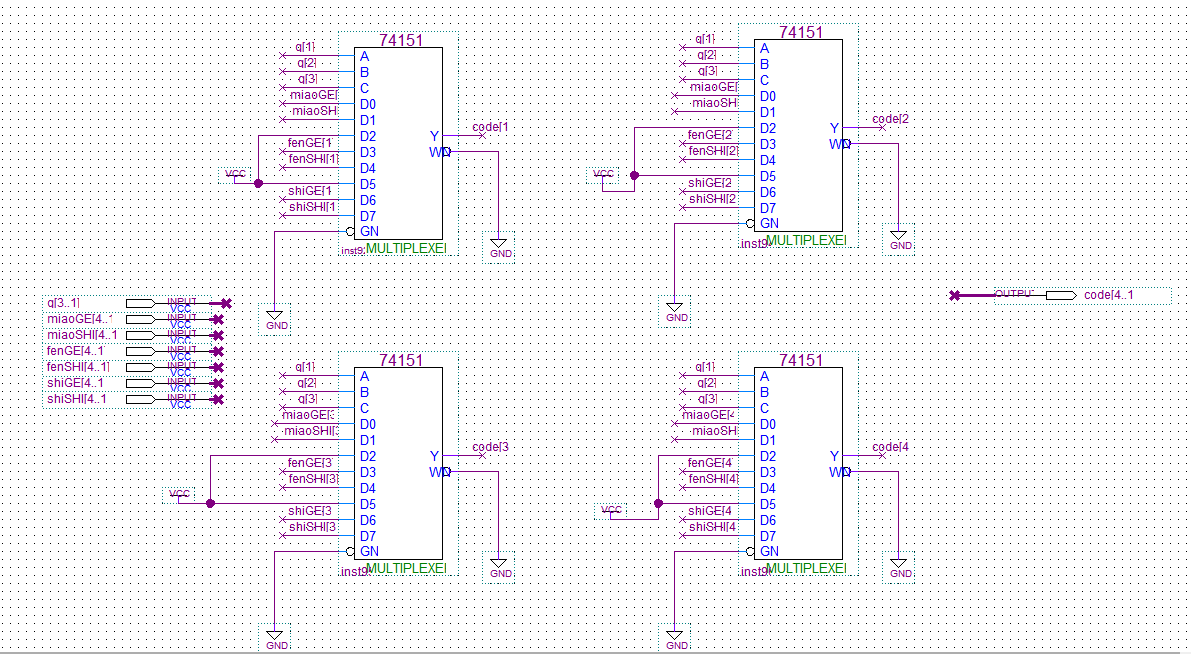 74151
q[1]
q[2]
q[3]
miaoGE[
miaoSH
fenGE[1
fenSHI[1]
VCC
shiGE[1
shiSHI[1
A
B
C
D0
D1
D2
D3
D4
D5
D6
D7
GN
Y
WN
code[1
inst9
MULTIPLEXEI
GND
GND
74151
q[1]
q[2]
q[3]
miaoGE[
miaoSH
fenGE[2
fenSHI[2]
VCC
shiGE[2
shiSHI[2
A
B
C
D0
D1
D2
D3
D4
D5
D6
D7
GN
Y
WN
code[2
inst9
MULTIPLEXEI
GND
GND
q[3..1]
INPUT
VCC
miaoGE[4..1
INPUT
VCC
miaoSHI[4..1
INPUT
VCC
fenGE[4..1
INPUT
VCC
fenSHI[4..1]
INPUT
VCC
shiGE[4..1
INPUT
VCC
shiSHI[4..1
INPUT
VCC
OUTPUT
code[4..1
74151
q[1]
q[2]
q[3]
miaoGE[3
miaoSHI[
fenGE[3
fenSHI[3]
VCC
shiGE[3
shiSHI[3
A
B
C
D0
D1
D2
D3
D4
D5
D6
D7
GN
Y
WN
code[3
inst9
MULTIPLEXEI
GND
GND
74151
q[1]
q[2]
q[3]
miaoGE[4
miaoSH
fenGE[4
fenSHI[4]
VCC
shiGE[4
shiSHI[4
A
B
C
D0
D1
D2
D3
D4
D5
D6
D7
GN
Y
WN
code[4
inst9
MULTIPLEXEI
GND
GND